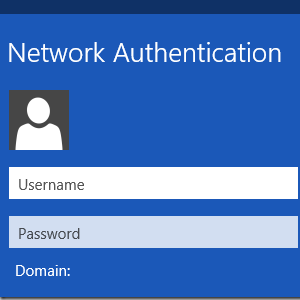 Network Authentication
Username
Password
Domain: